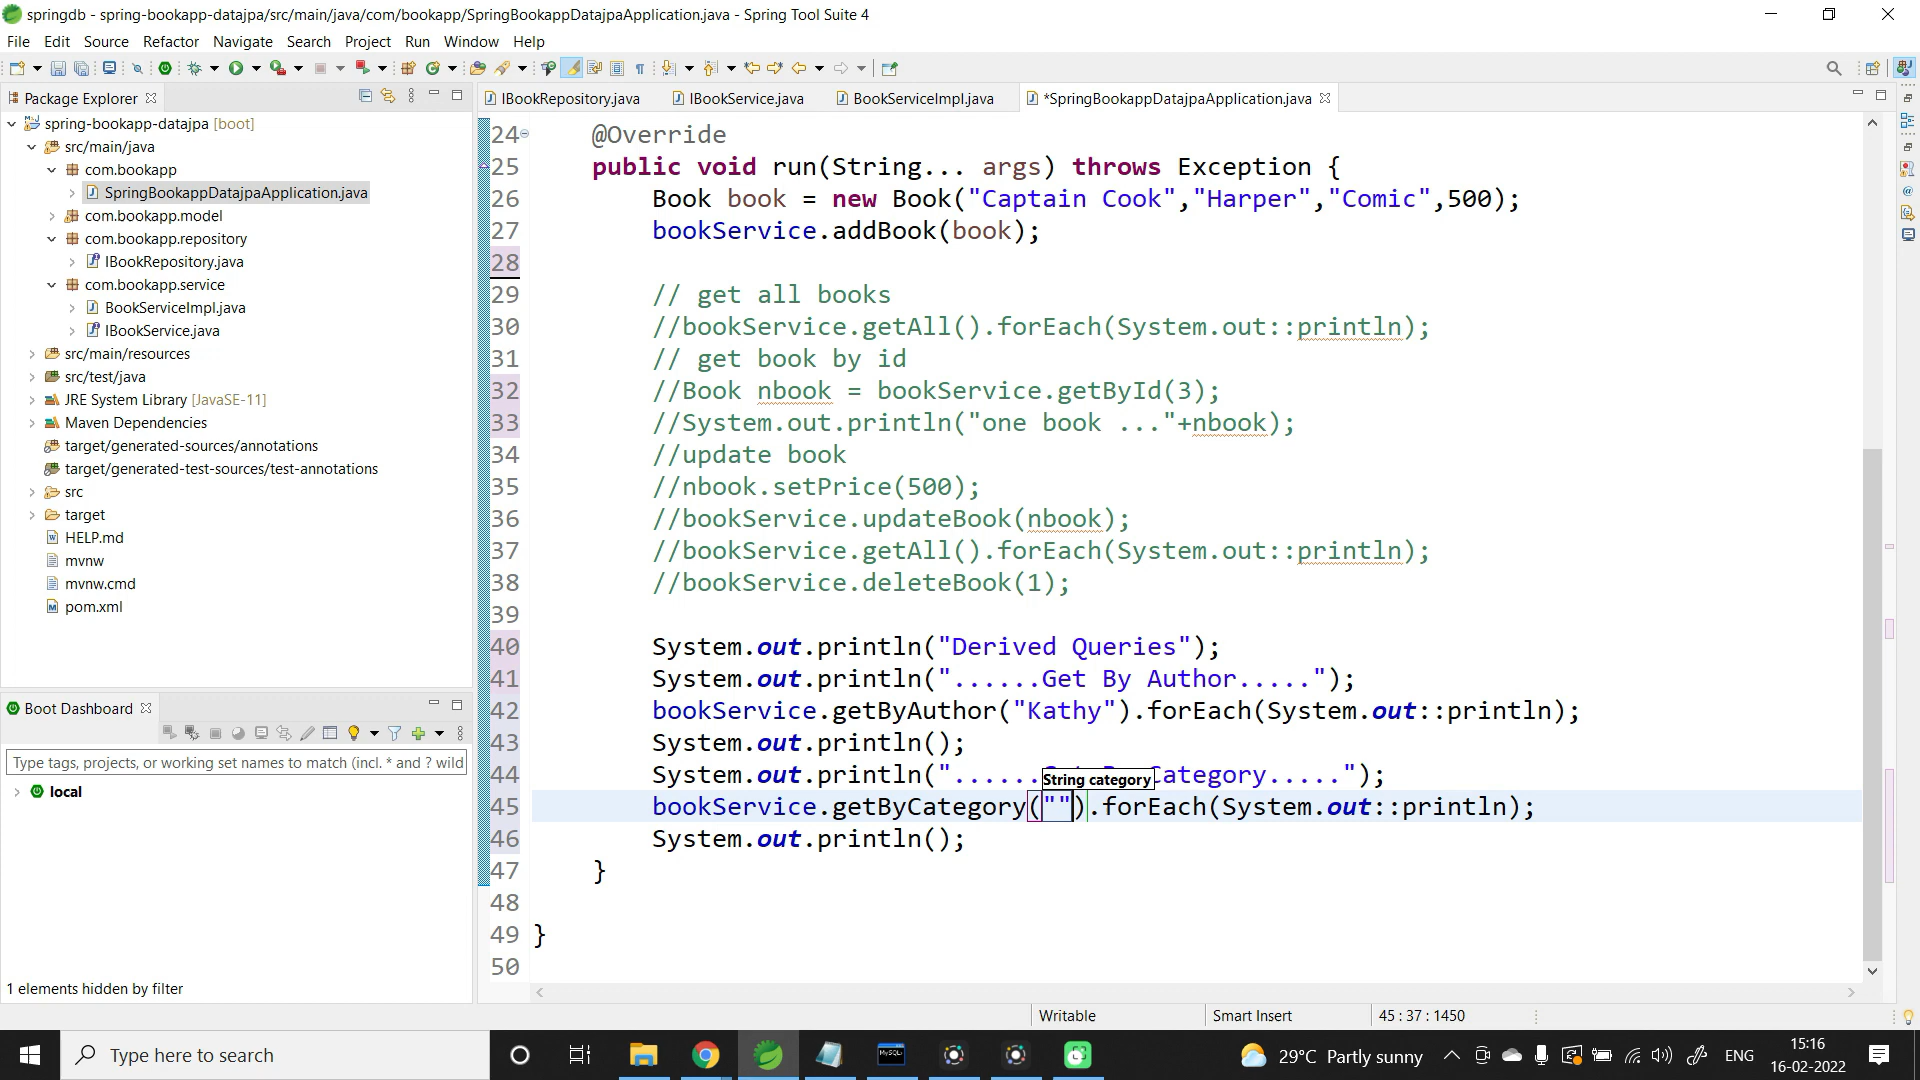 springdb - spring-bookapp-datajpa/src/main/java/com/bookapp/SpringBookappDatajpaApplication.java - Spring Tool Suite 4
File Edit Source Refactor Navigate Search Project Run Window Help
Package Explorer
spring-bookapp-datajpa [boot]
src/main/java
com.bookapp
SpringBookappDatajpaApplication.java
com.bookapp.model
com.bookapp.repository
IBookRepository.java
com.bookapp.service
BookServiceImpl.java
IBookService.java
src/main/resources
src/test/java
JRE System Library [JavaSE-11]
Maven Dependencies
target/generated-sources/annotations
target/generated-test-sources/test-annotations
src
target
HELP.md
mvnw
mvnw.cmd
pom.xml
Boot Dashboard
Type tags, projects, or working set names to match (incl. * and ? wild
local
1 elements hidden by filter
IBookRepository.java IBookService.java BookServiceImpl.java *SpringBookappDatajpaApplication.java
24 @Override
25 public void run(String... args) throws Exception {
26 Book book = new Book("Captain Cook","Harper","Comic",500);
27 bookService.addBook(book);
28
29 // get all books
30 //bookService.getAll().forEach(System.out::println);
31 // get book by id
32 //Book nbook = bookService.getById(3);
33 //System.out.println("one book ..."+nbook);
34 //update book
35 //nbook.setPrice(500);
36 //bookService.updateBook(nbook);
37 //bookService.getAll().forEach(System.out::println);
38 //bookService.deleteBook(1);
39
40 System.out.println("Derived Queries");
41 System.out.println("......Get By Author.....");
42 bookService.getByAuthor("Kathy").forEach(System.out::println);
43 System.out.println();
44 System.out.println("...... Category.....");
String category
45 bookService.getByCategory("").forEach(System.out::println);
46 System.out.println();
47 }
48
49 }
50
Writable Smart Insert 45 : 37 : 1450
Type here to search
MySQL
29°C Partly sunny
ENG
15:16
16-02-2022